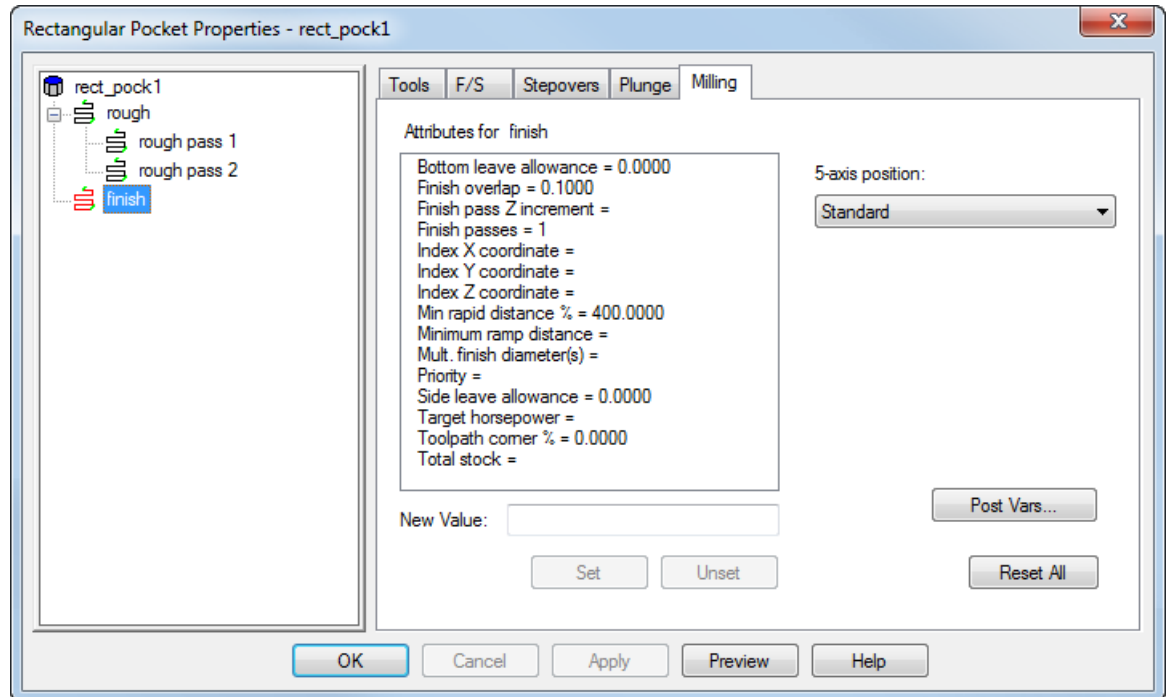 Rectangular Pocket Properties - rect_pock1
rect_pock1
rough
rough pass 1
rough pass 2
finish
Tools F/S Stepovers Plunge Milling
Attributes for finish
Bottom leave allowance = 0.0000
Finish overlap = 0.1000
Finish pass Z increment =
Finish passes = 1
Index X coordinate =
Index Y coordinate =
Index Z coordinate =
Min rapid distance % = 400.0000
Minimum ramp distance =
Mult. finish diameter(s) =
Priority =
Side leave allowance = 0.0000
Target horsepower =
Toolpath corner % = 0.0000
Total stock =
5-axis position:
Standard
New Value:
Set Unset
Post Vars...
Reset All
OK Cancel Apply Preview Help